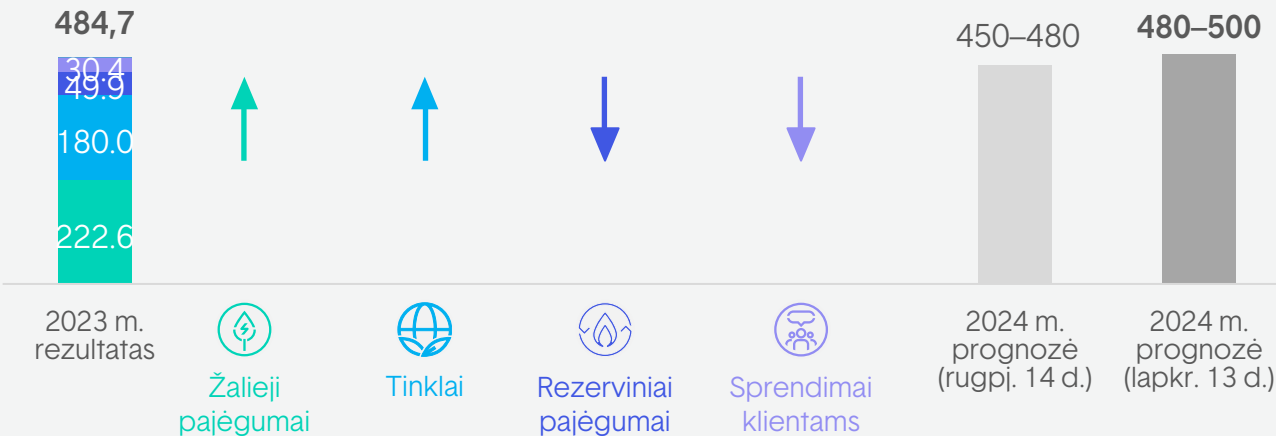 484,7
30.4
49.9
180.0
222.6
450–480
480–500
2023 m.
rezultatas
Žalieji
pajėgumai
Tinklai
Rezerviniai
pajėgumai
Sprendimai
klientams
2024 m.
prognozė
(rugpj. 14 d.)
2024 m.
prognozė
(lapkr. 13 d.)